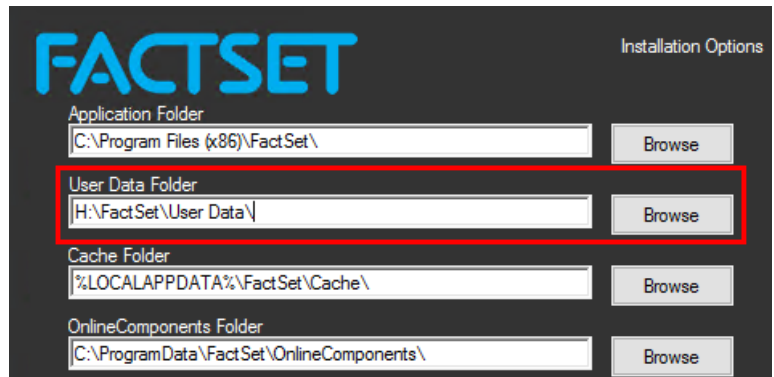 FACTSET
Installation Options
Application Folder
C:\Program Files (x86)\FactSet\
Browse
User Data Folder
H:\FactSet\User Data\
Browse
Cache Folder
%LOCALAPPDATA%\FactSet\Cache\
Browse
OnlineComponents Folder
C:\ProgramData\FactSet\OnlineComponents\
Browse